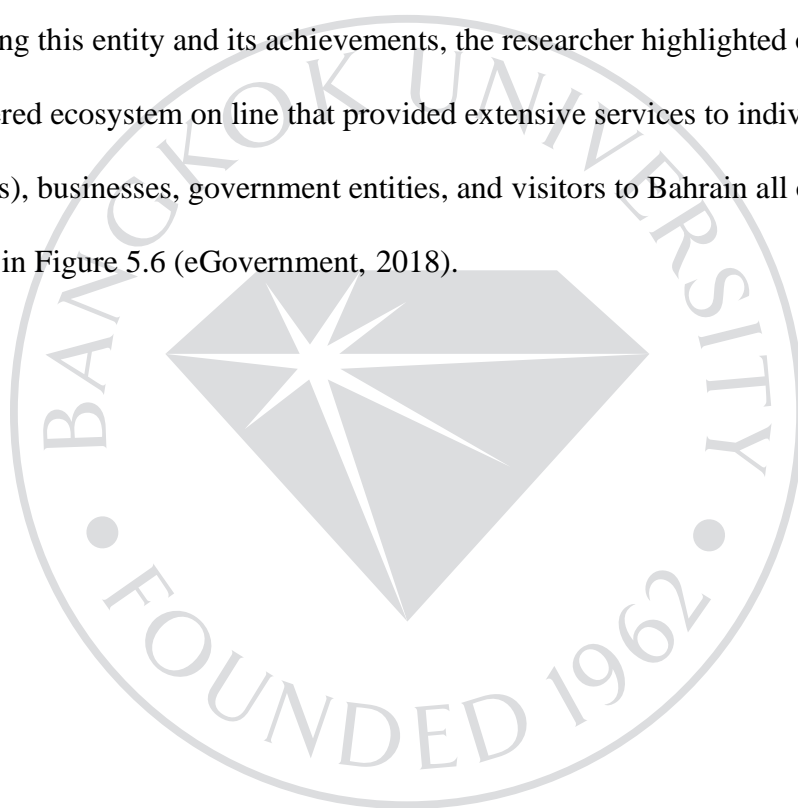 ng this entity and its achievements, the researcher highlighted
red ecosystem on line that provided extensive services to indiv
s), businesses, government entities, and visitors to Bahrain all
in Figure 5.6 (eGovernment, 2018).
BANGKOK UNIVERSITY
• FOUNDED 1962 •